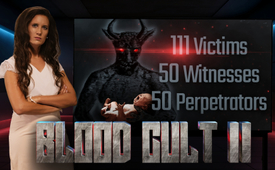 111 Victims
50 Witnesses
50 Perpetrators
BLOOD CULT II